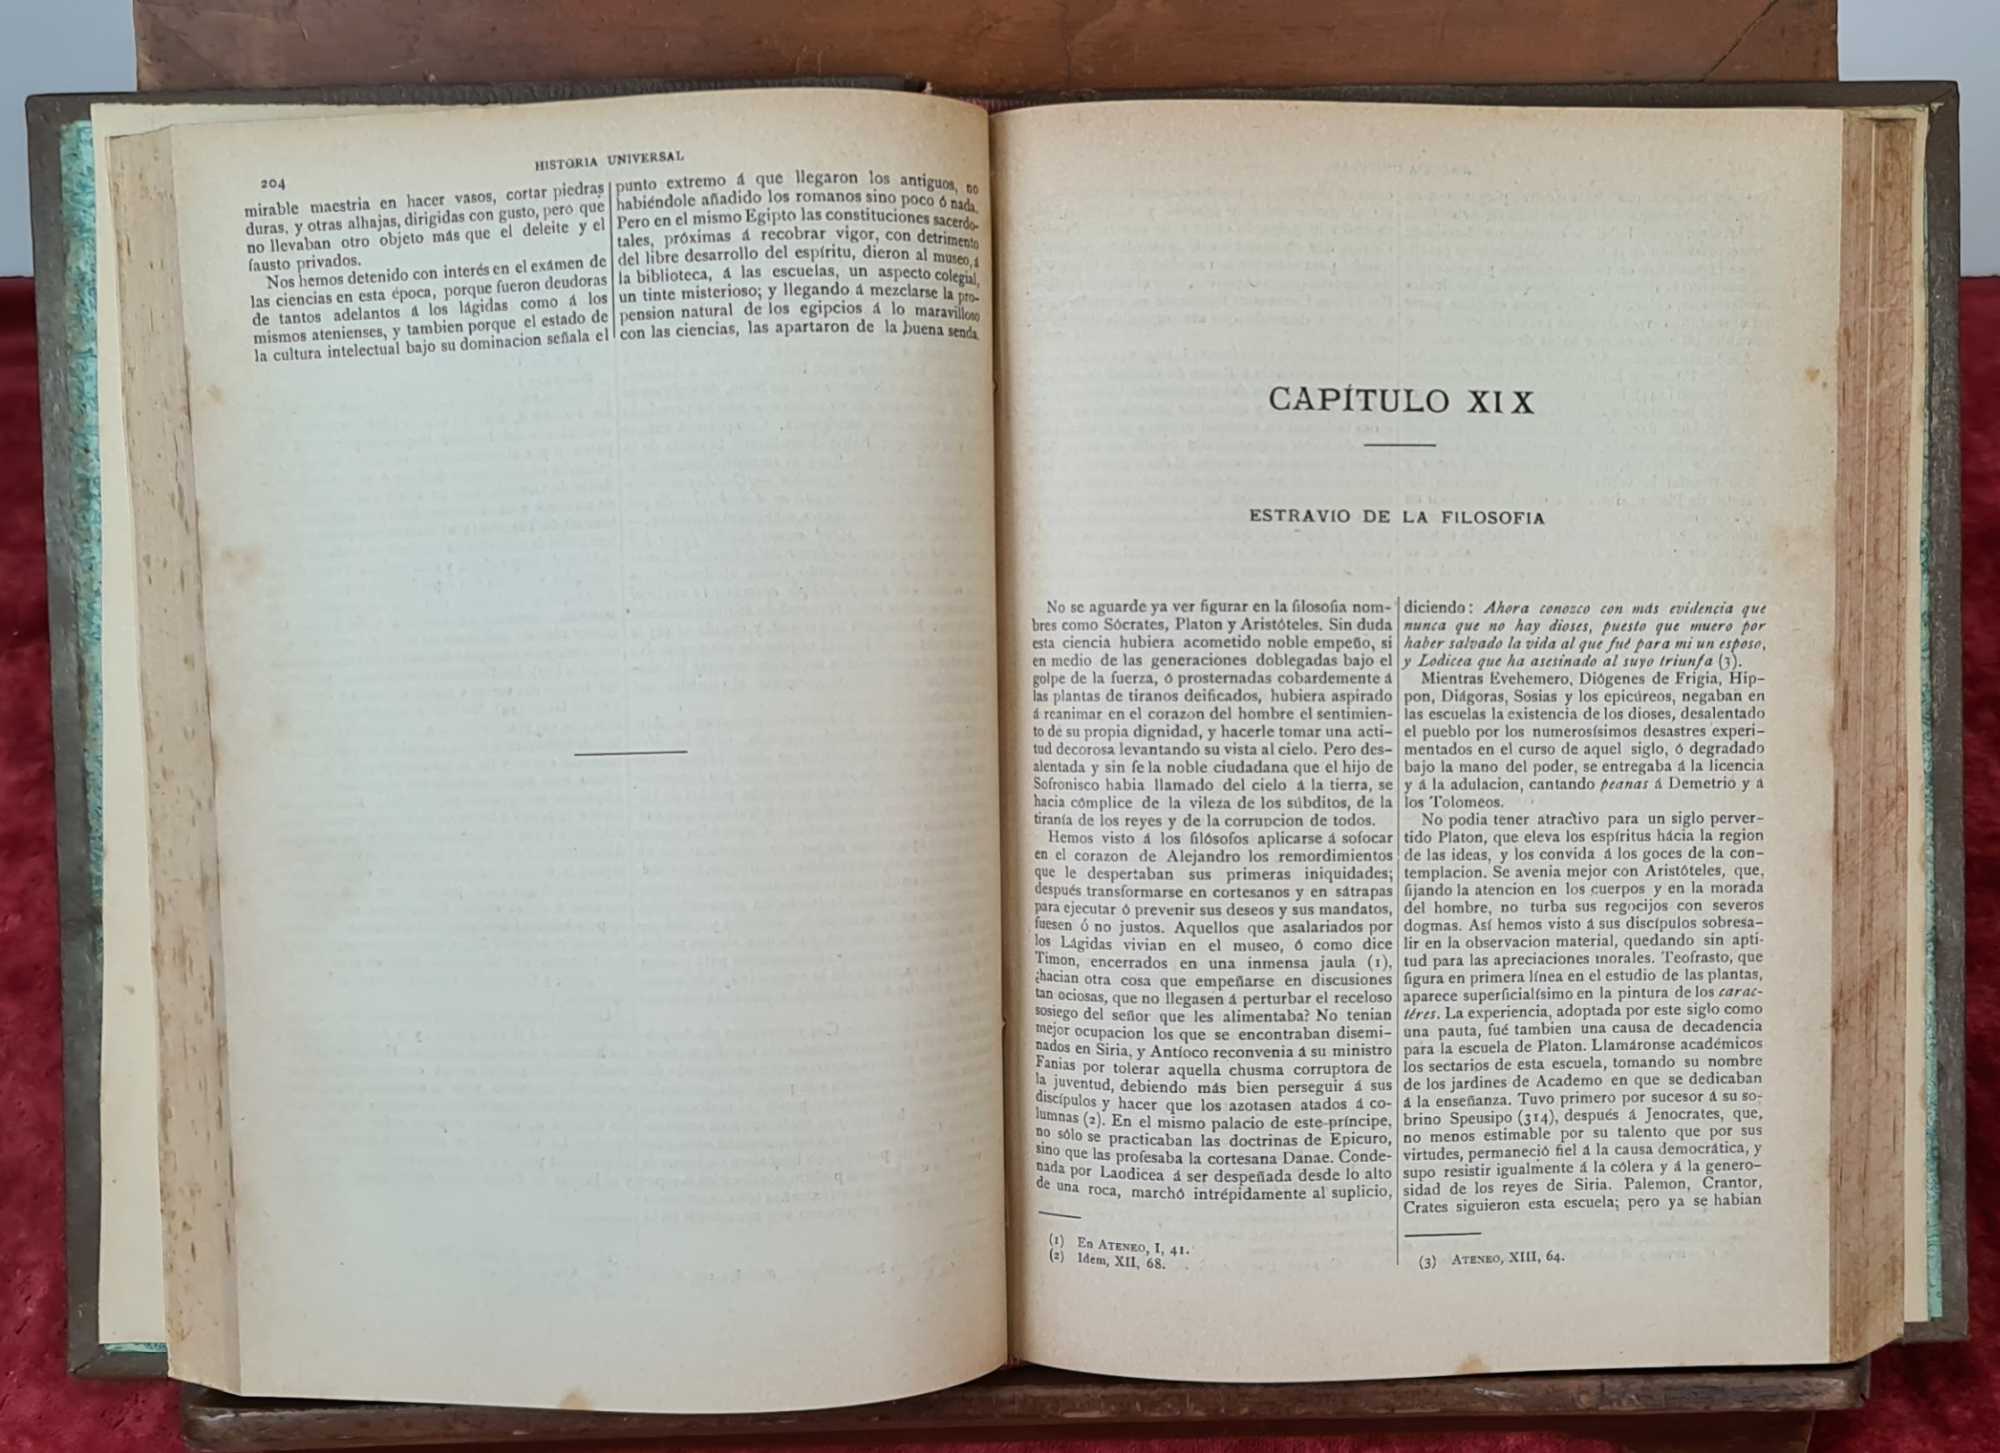 204
HISTORIA UNIVERSAL
mirable maestria en hacer vasos, cortar piedras
duras, y otras alhajas, dirigidas con gusto, pero que
no llevaban otro objeto más que el deleite y el
fausto privados.
Nos hemos detenido con interés en el exámen de
las ciencias en esta época, porque fueron deudoras
de tantos adelantos á los lágidas como á los
mismos atenienses, y tambien porque el estado de
la cultura intelectual bajo su dominacion señala el
punto extremo á que llegaron los antiguos, no
habiéndole añadido los romanos sino poco ó nada.
Pero en el mismo Egipto las constituciones sacerdo-
tales, próximas á recobrar vigor, con detrimento
del libre desarrollo del espíritu, dieron al museo, á
la biblioteca, á las escuelas, un aspecto colegial,
un tinte misterioso; y llegando á mezclarse la pro-
pension natural de los egipcios á lo maravilloso
con las ciencias, las apartaron de la buena senda.
CAPÍTULO XIX
ESTRAVIO DE LA FILOSOFIA
No se aguarde ya ver figurar en la filosofia nom-
bres como Sócrates, Platon y Aristóteles. Sin duda
esta ciencia hubiera acometido noble empeño, si
en medio de las generaciones doblegadas bajo el
golpe de la fuerza, ó prosternadas cobardemente á
las plantas de tiranos deificados, hubiera aspirado
á reanimar en el corazon del hombre el sentimien-
to de su propia dignidad, y hacerle tomar una acti-
tud decorosa levantando su vista al cielo. Pero des-
alentada y sin fe la noble ciudadana que el hijo de
Sofronisco habia llamado del cielo á la tierra, se
hacia cómplice de la vileza de los súbditos, de la
tiranía de los reyes y de la corrupcion de todos.
Hemos visto á los filósofos aplicarse á sofocar
en el corazon de Alejandro los remordimientos
que le despertaban sus primeras iniquidades;
después transformarse en cortesanos y en sátrapas
para ejecutar ó prevenir sus deseos y sus mandatos,
fuesen ó no justos. Aquellos que asalariados por
los Lágidas vivian en el museo, ó como dice
Timon, encerrados en una inmensa jaula (1),
¿hacian otra cosa que empeñarse en discusiones
tan ociosas, que no llegasen á perturbar el receloso
sosiego del señor que les alimentaba? No tenian
mejor ocupacion los que se encontraban disemi-
nados en Siria, y Antíoco reconvenia á su ministro
Fanias por tolerar aquella chusma corruptora de
la juventud, debiendo más bien perseguir á sus
discípulos y hacer que los azotasen atados á co-
lumnas (2). En el mismo palacio de este príncipe,
no sólo se practicaban las doctrinas de Epicuro,
sino que las profesaba la cortesana Danae. Conde-
nada por Laodicea á ser despeñada desde lo alto
de una roca, marchó intrépidamente al suplicio,
(1) En ATENEO, I, 41.
(2) Idem, XII, 68.
diciendo: Ahora conozco con más evidencia que
nunca que no hay dioses, puesto que muero por
haber salvado la vida al que fué para mi un esposo,
y Lodicea que ha asesinado al suyo triunfa (3).
Mientras Evehemero, Diógenes de Frigia, Hip-
pon, Diágoras, Sosias y los epicúreos, negaban en
las escuelas la existencia de los dioses, desalentado
el pueblo por los numerosísimos desastres experi-
mentados en el curso de aquel siglo, ó degradado
bajo la mano del poder, se entregaba á la licencia
y á la adulacion, cantando peanas á Demetrio y á
los Tolomeos.
No podia tener atractivo para un siglo perver-
tido Platon, que eleva los espíritus hácia la region
de las ideas, y los convida á los goces de la con-
templacion. Se avenia mejor con Aristóteles, que,
fijando la atencion en los cuerpos y en la morada
del hombre, no turba sus regocijos con severos
dogmas. Así hemos visto á sus discípulos sobresa-
lir en la observacion material, quedando sin apti-
tud para las apreciaciones morales. Teofrasto, que
figura en primera línea en el estudio de las plantas,
aparece superficialísimo en la pintura de los carac-
téres. La experiencia, adoptada por este siglo como
una pauta, fué tambien una causa de decadencia
para la escuela de Platon. Llamáronse académicos
los sectarios de esta escuela, tomando su nombre
de los jardines de Academo en que se dedicaban
á la enseñanza. Tuvo primero por sucesor á su so-
brino Speusipo (314), después á Jenocrates, que,
no menos estimable por su talento que por sus
virtudes, permaneció fiel á la causa democrática, y
supo resistir igualmente á la cólera y á la genero-
sidad de los reyes de Siria. Palemon, Crantor,
Crates siguieron esta escuela; pero ya se habian
(3) ATENEO, XIII, 64.